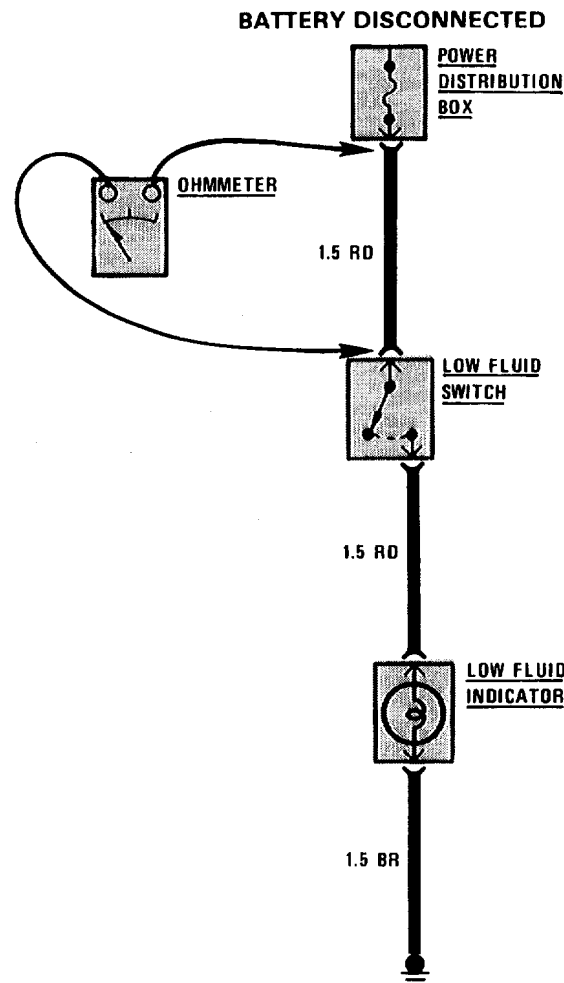 BATTERY DISCONNECTED
POWER
DISTRIBUTION
BOX
OHMMETER
1.5 RD
LOW FLUID
SWITCH
1.5 RD
LOW FLUID
INDICATOR
1.5 BR